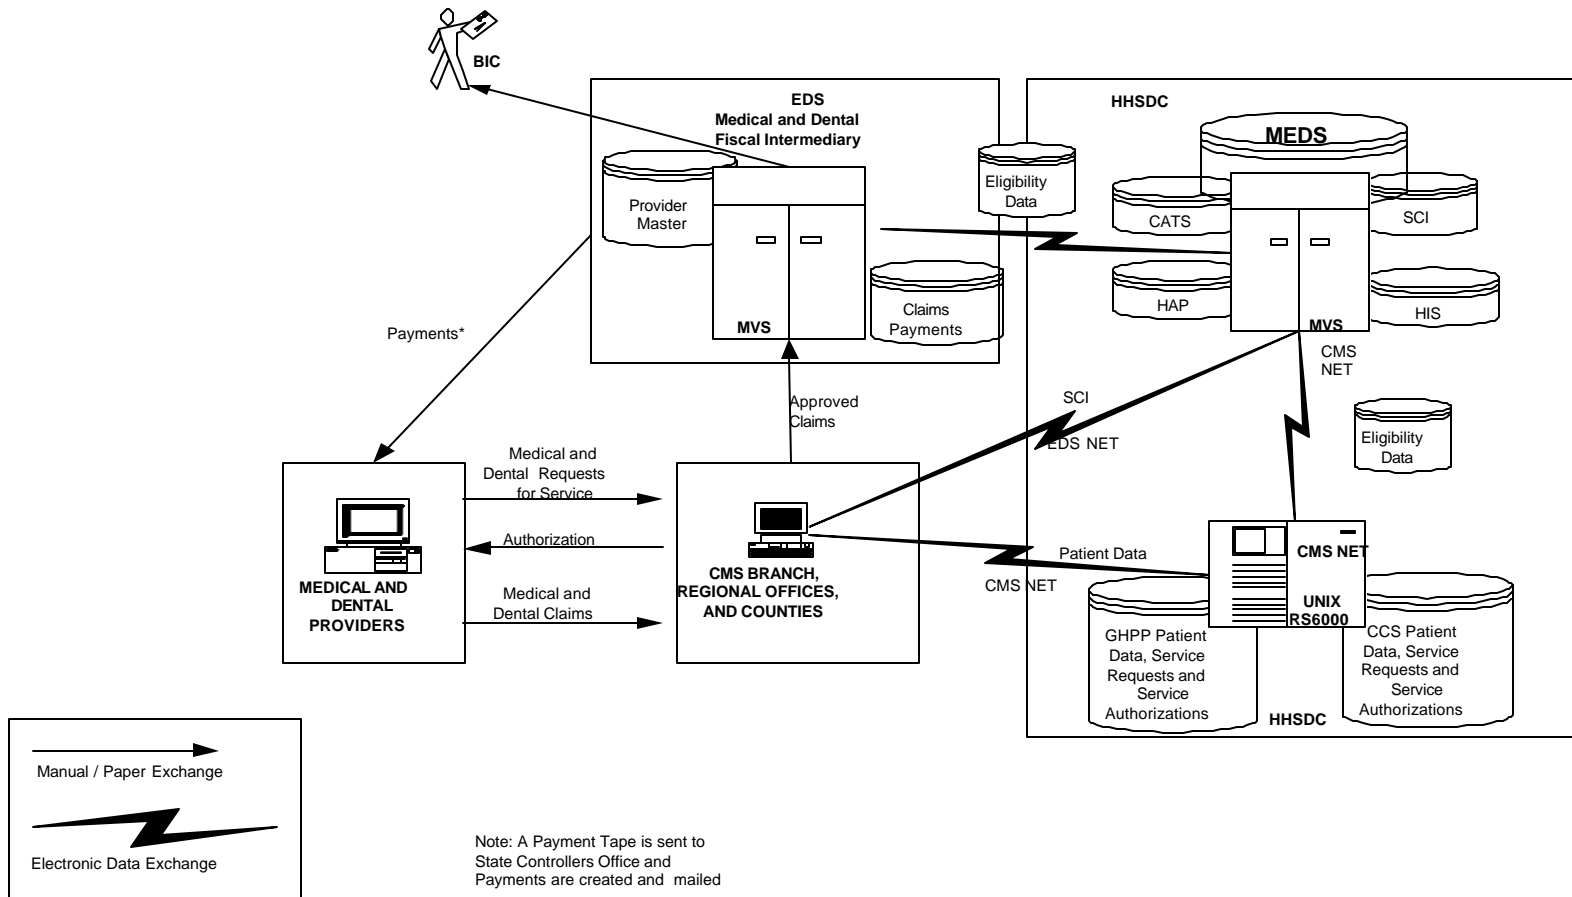 BIC
EDS
Medical and Dental
Fiscal Intermediary
Provider
Master
MVS
Claims
Payments
Eligibility
Data
HHSDC
MEDS
CATS
SCI
HAP
HIS
MVS
CMS
NET
Payments*
Approved
Claims
SCI
EDS NET
Eligibility
Data
Medical and
Dental Requests
for Service
Authorization
Medical and
Dental Claims
MEDICAL AND
DENTAL
PROVIDERS
CMS BRANCH,
REGIONAL OFFICES,
AND COUNTIES
Patient Data
CMS NET
CMS NET
UNIX
RS6000
GHPP Patient
Data, Service
Requests and
Service
Authorizations
CCS Patient
Data, Service
Requests and
Service
Authorizations
HHSDC
Manual / Paper Exchange
Electronic Data Exchange
Note: A Payment Tape is sent to
State Controllers Office and
Payments are created and mailed